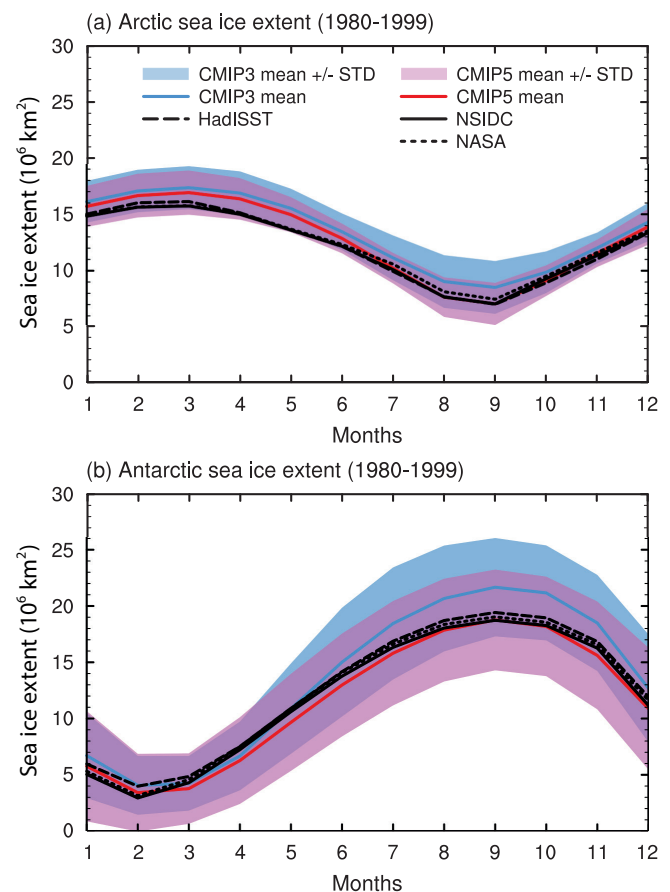 (a) Arctic sea ice extent (1980-1999)
30
25
20
15
10
5
0
Sea ice extent (10⁶ km²)
CMIP3 mean +/- STD
CMIP5 mean +/- STD
CMIP3 mean
CMIP5 mean
HadISST
NSIDC
NASA
1 2 3 4 5 6 7 8 9 10 11 12
Months
(b) Antarctic sea ice extent (1980-1999)
30
25
20
15
10
5
0
Sea ice extent (10⁶ km²)
1 2 3 4 5 6 7 8 9 10 11 12
Months